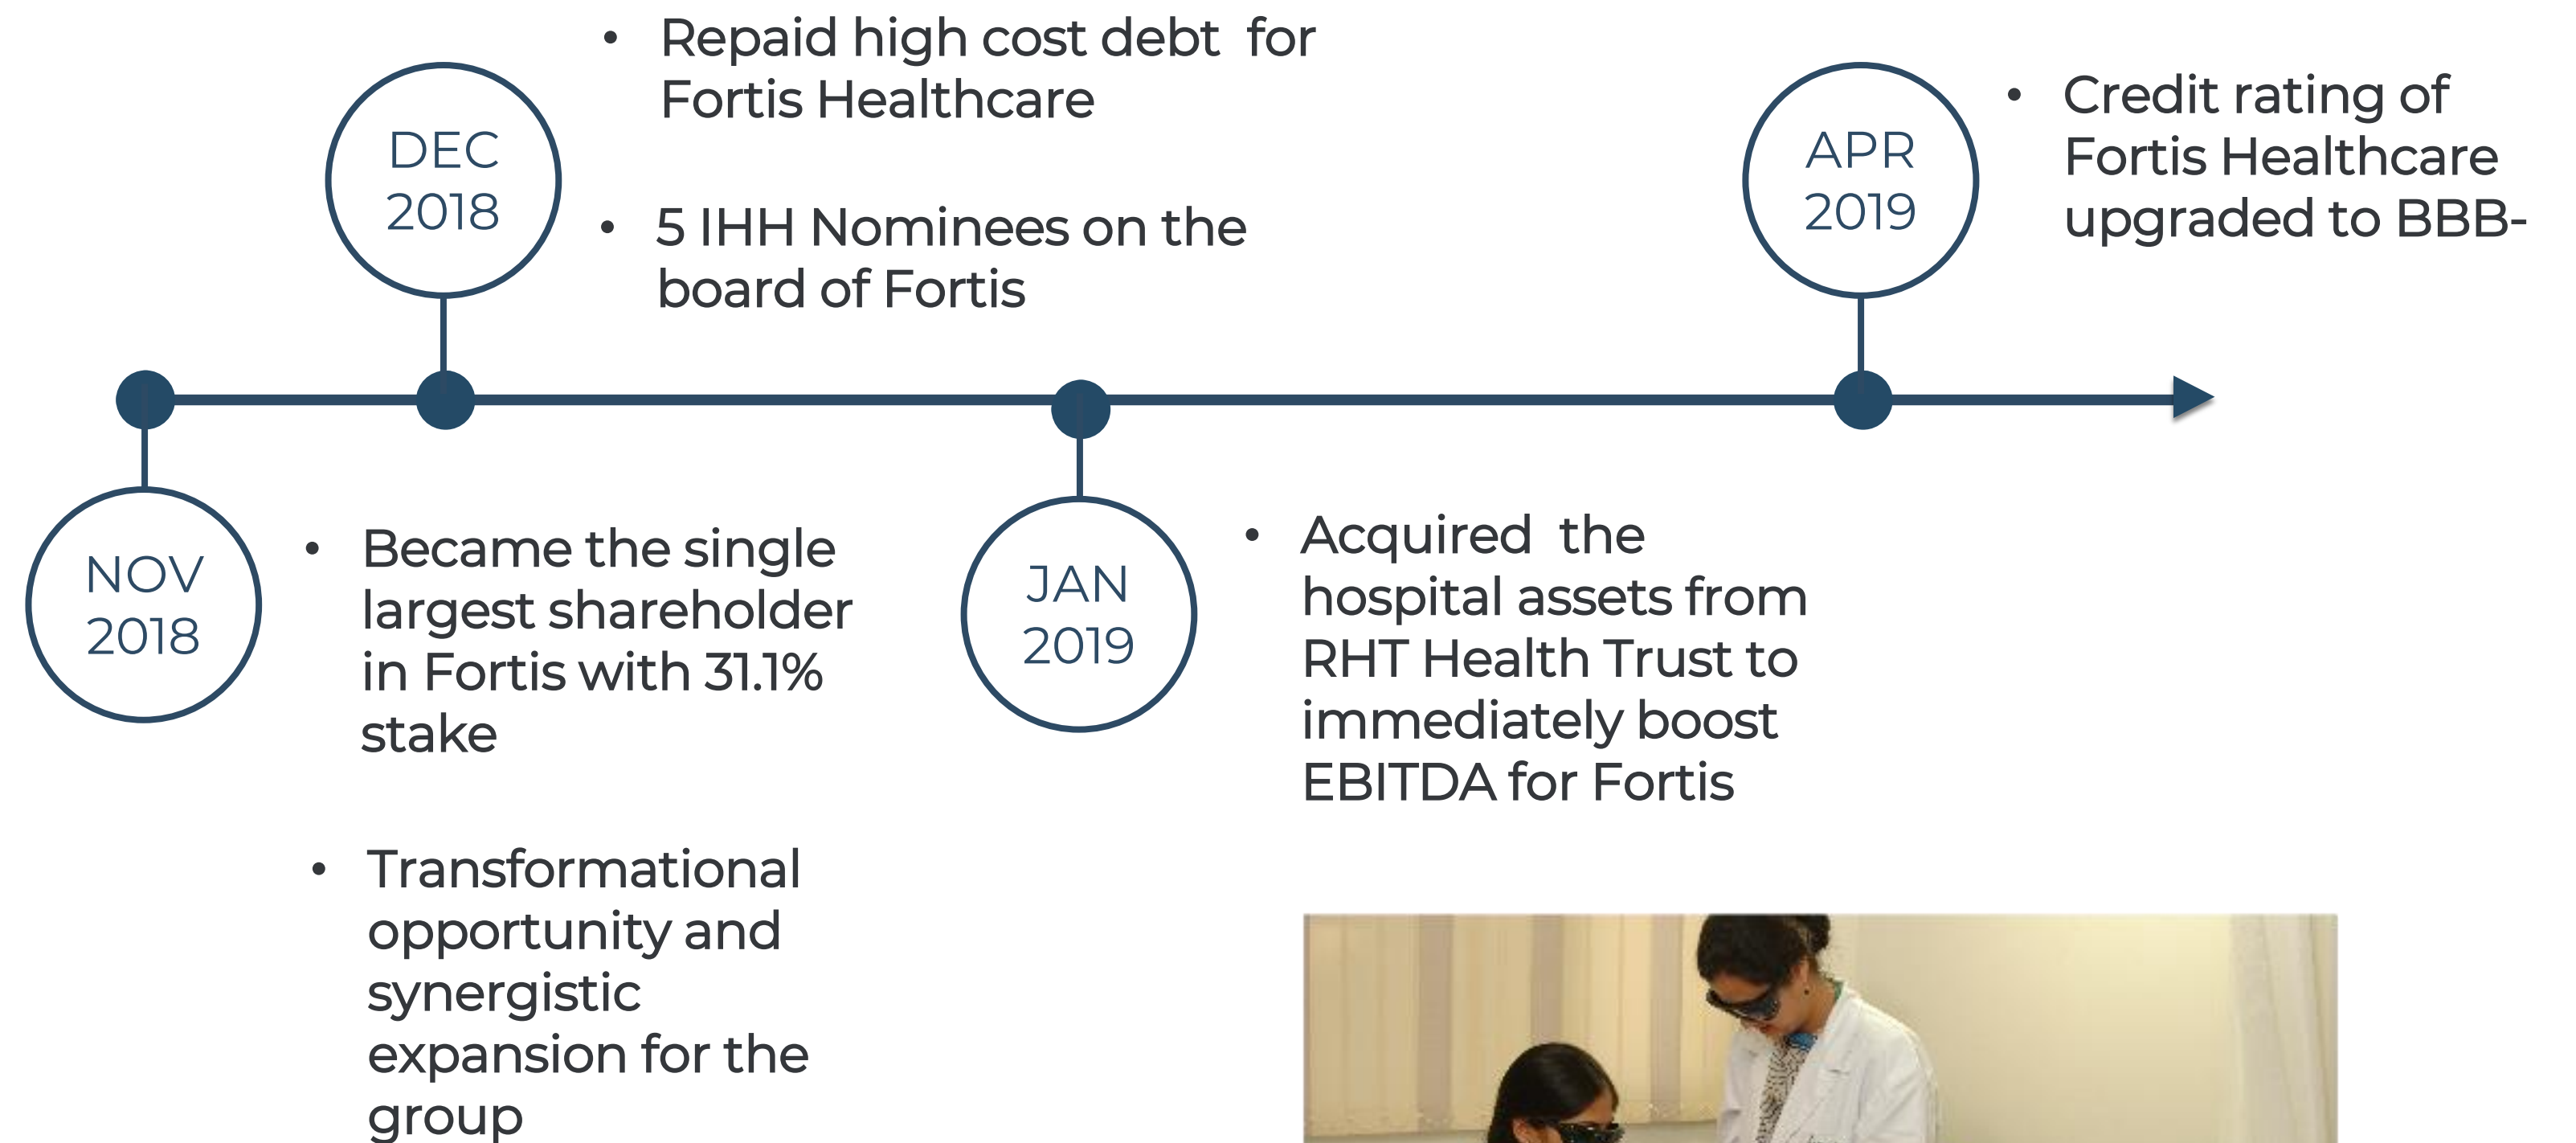 • Repaid high cost debt for
Fortis Healthcare
• 5 IHH Nominees on the
board of Fortis
DEC
2018
APR
2019
• Credit rating of
Fortis Healthcare
upgraded to BBB-
NOV
2018
• Became the single
largest shareholder
in Fortis with 31.1%
stake
• Transformational
opportunity and
synergistic
expansion for the
group
JAN
2019
• Acquired the
hospital assets from
RHT Health Trust to
immediately boost
EBITDA for Fortis